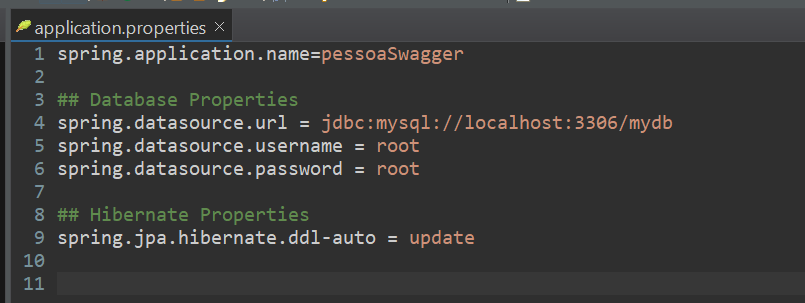 application.properties
1 spring.application.name=pessoaSwagger
2
3 ## Database Properties
4 spring.datasource.url = jdbc:mysql://localhost:3306/mydb
5 spring.datasource.username = root
6 spring.datasource.password = root
7
8 ## Hibernate Properties
9 spring.jpa.hibernate.ddl-auto = update
10
11